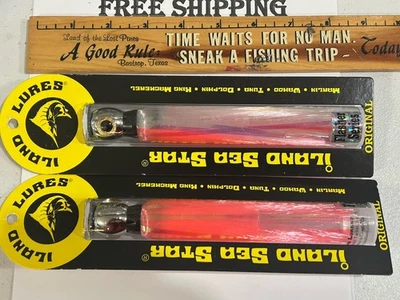 FREE SHIPPING
Land of the Lost Pines
A Good Rule
Bastrop, Texas
TIME WAITS FOR NO MAN.
SNEAK A FISHING TRIP -
Today
ILAND LURES
Marlin • Wahoo • Tuna • Dolphin • King Mackerel
Flasher Series
ORIGINAL
ILAND SEA STAR®
ILAND LURES
Marlin • Wahoo • Tuna • Dolphin • King Mackerel
ORIGINAL
ILAND SEA STAR®